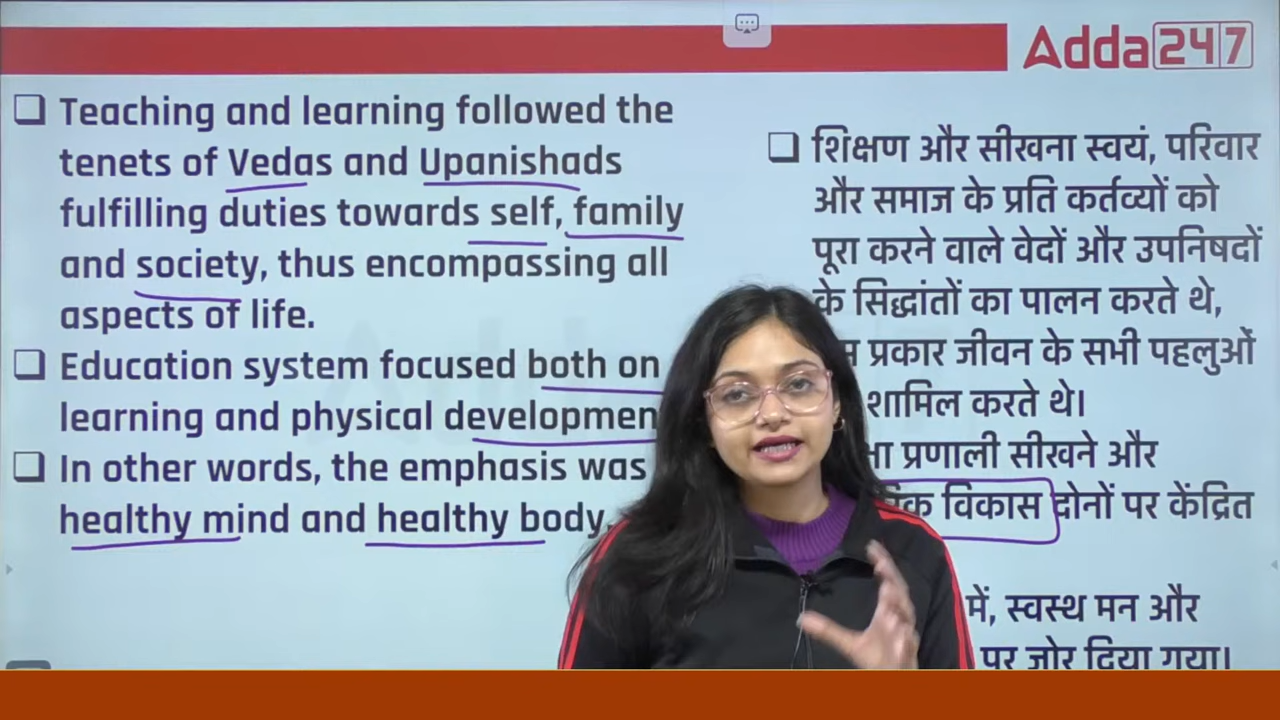 Adda247
Teaching and learning followed the
tenets of Vedas and Upanishads
fulfilling duties towards self, family
and society, thus encompassing all
aspects of life.
Education system focused both on
learning and physical
In other words, the emphasis was
healthy mind and healthy body
शिक्षण और सीखना स्वयं, परिवार
और समाज के प्रति कर्तव्यों को
पूरा करने वाले वेदों और उपनिषदों
के सिद्धांतों का पालन करते थे,
प्रकार जीवन के सभी पहलुओं
शामिल करते थे।
प्रणाली सीखने और
विकास दोनों पर केंद्रित
में, स्वस्थ मन और
पर जोर दिया गया।